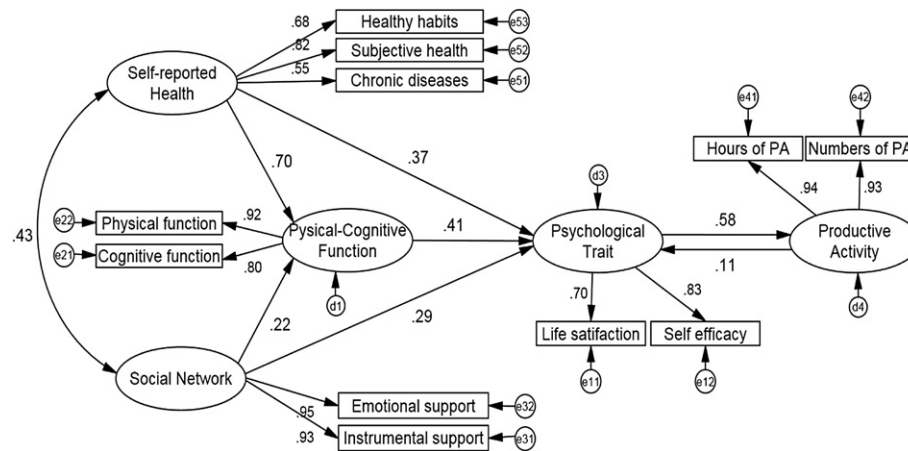 .68
Healthy habits
e53
.82
Subjective health
e52
.55
Chronic diseases
e51
Self-reported
Health
e41
e42
Hours of PA
Numbers of PA
.70
.37
.94
.93
d3
e22
Physical function
.92
Pysical-Cognitive
Function
.41
Psychological
Trait
.58
Productive
Activity
.43
e21
Cognitive function
.80
.11
d1
.22
.29
.70
.83
d4
Life satifaction
Self efficacy
Social Network
e11
e12
.95
Emotional support
e32
.93
Instrumental support
e31